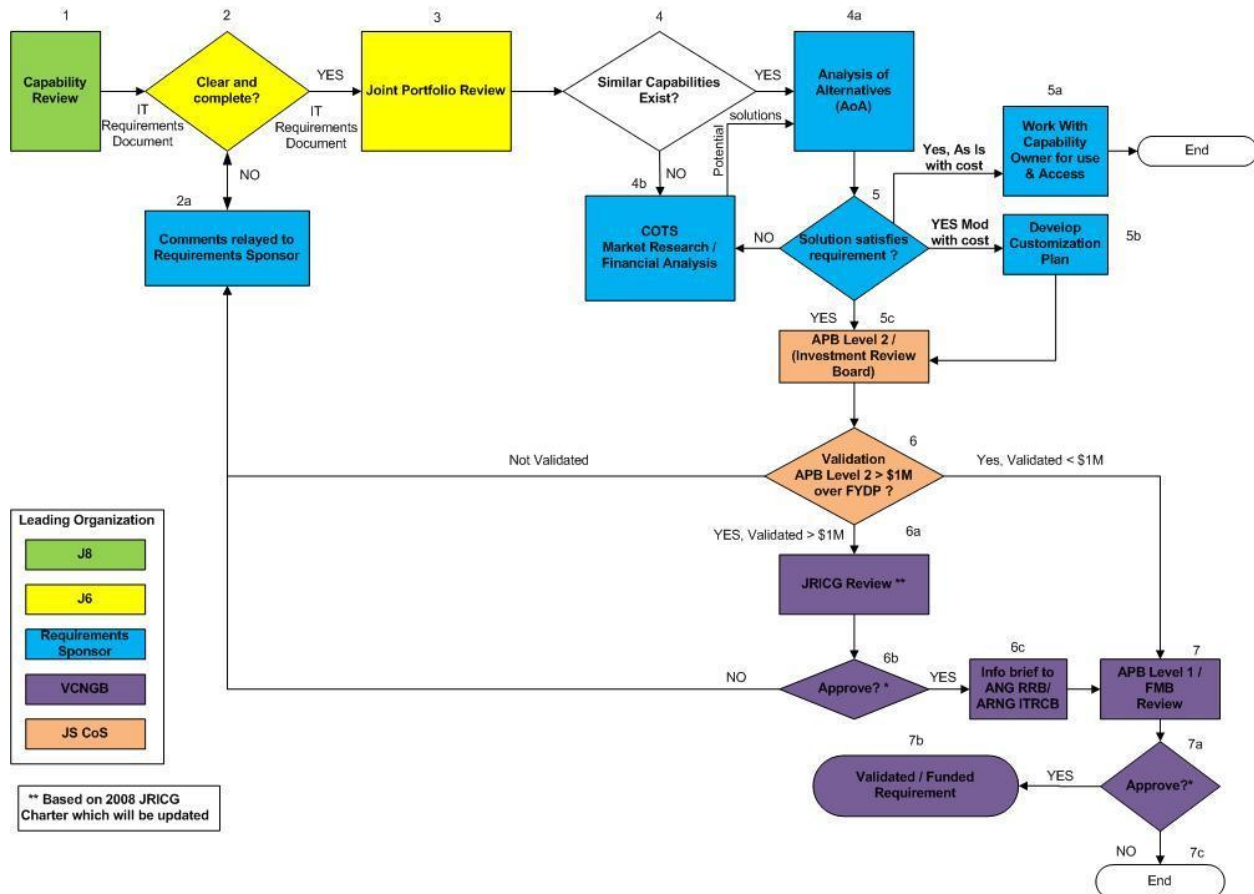 1
2
3
4
4a
Capability
Review
IT
Requirements
Document
Clear and
complete?
YES
IT
Requirements
Document
Joint Portfolio Review
Similar Capabilities
Exist?
YES
Analysis of
Alternatives
(AoA)
Potential
solutions
NO
2a
Comments relayed to
Requirements Sponsor
NO
4b
COTS
Market Research /
Financial Analysis
NO
5
Solution satisfies
requirement ?
Yes, As Is
with cost
5a
Work With
Capability
Owner for use
& Access
End
YES Mod
with cost
Develop
Customization
Plan
5b
YES
5c
APB Level 2 /
(Investment Review
Board)
6
Validation
APB Level 2 > $1M
over FYDP ?
Not Validated
Yes, Validated < $1M
YES, Validated > $1M
6a
JRICG Review **
6b
Approve? *
NO
YES
6c
Info brief to
ANG RRB/
ARNG ITRCB
7
APB Level 1 /
FMB
Review
7a
Approve?*
YES
7b
Validated / Funded
Requirement
NO
7c
End
Leading Organization
J8
J6
Requirements
Sponsor
VCNGB
JS CoS
** Based on 2008 JRICG
Charter which will be updated